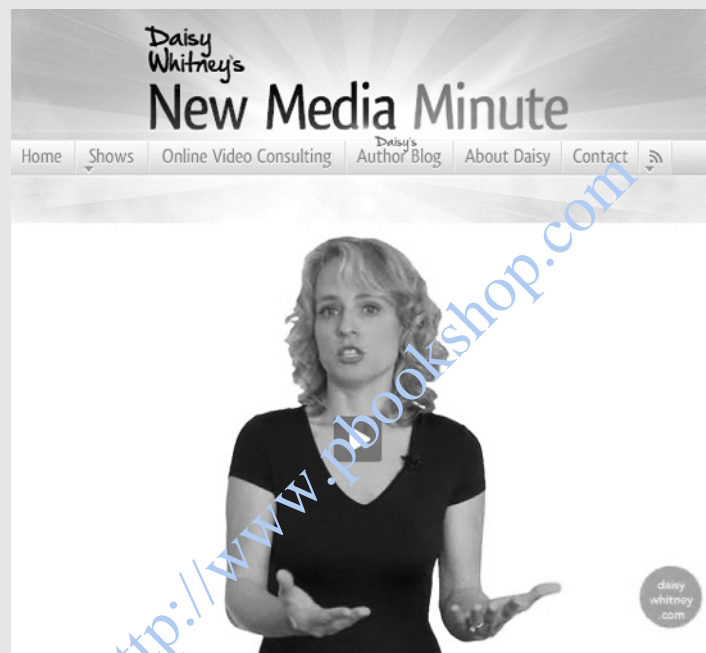 Daisy
Whitney's
New Media Minute
Home Shows Online Video Consulting Daisy's Author Blog About Daisy Contact
http://www.pbookshop.com
daisy
whitney
.com